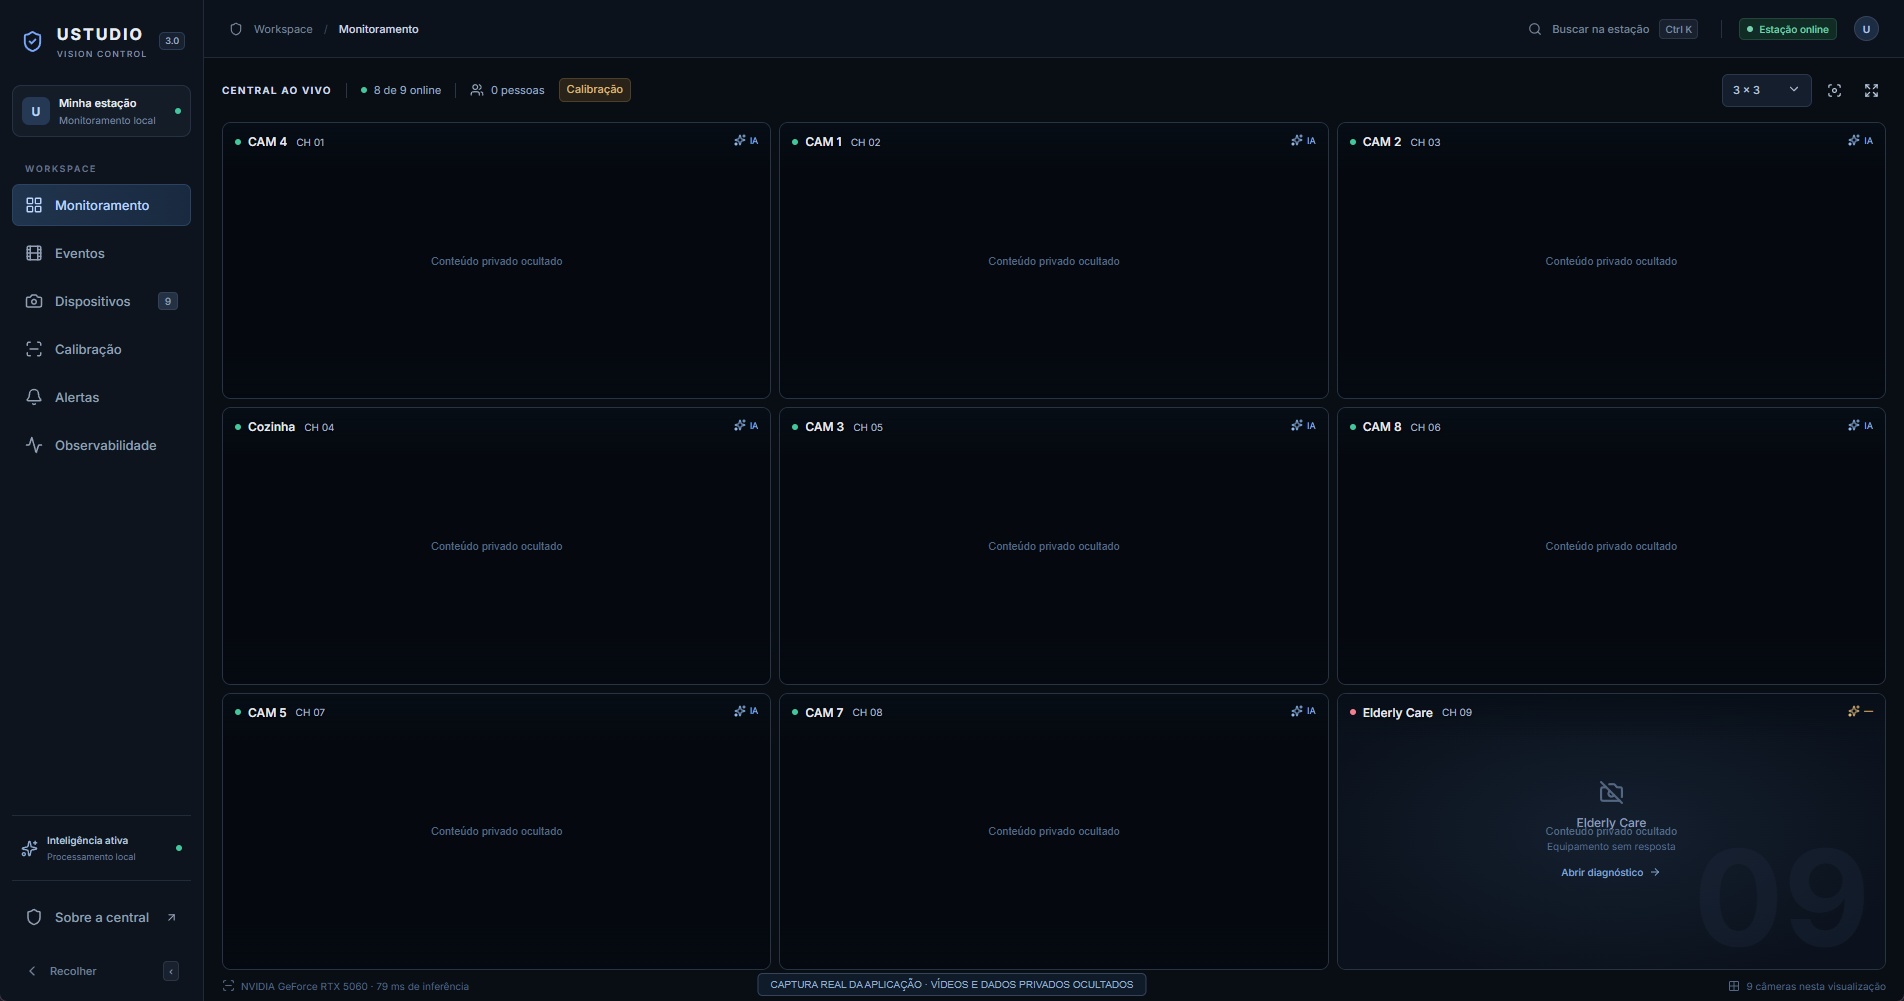 USTUDIO
VISION CONTROL
3.0
U
Minha estação
Monitoramento local
WORKSPACE
Monitoramento
Eventos
Dispositivos 9
Calibração
Alertas
Observabilidade
Inteligência ativa
Processamento local
Sobre a central
Recolher
Workspace / Monitoramento
Buscar na estação Ctrl K
Estação online
U
CENTRAL AO VIVO
8 de 9 online
0 pessoas
Calibração
3 × 3
CAM 4 CH 01 IA
Conteúdo privado ocultado
CAM 1 CH 02 IA
Conteúdo privado ocultado
CAM 2 CH 03 IA
Conteúdo privado ocultado
Cozinha CH 04 IA
Conteúdo privado ocultado
CAM 3 CH 05 IA
Conteúdo privado ocultado
CAM 8 CH 06 IA
Conteúdo privado ocultado
CAM 5 CH 07 IA
Conteúdo privado ocultado
CAM 7 CH 08 IA
Conteúdo privado ocultado
Elderly Care CH 09 —
Elderly Care
Conteúdo privado ocultado
Equipamento sem resposta
Abrir diagnóstico →
09
NVIDIA GeForce RTX 5060 · 79 ms de inferência
CAPTURA REAL DA APLICAÇÃO · VÍDEOS E DADOS PRIVADOS OCULTADOS
9 câmeras nesta visualização